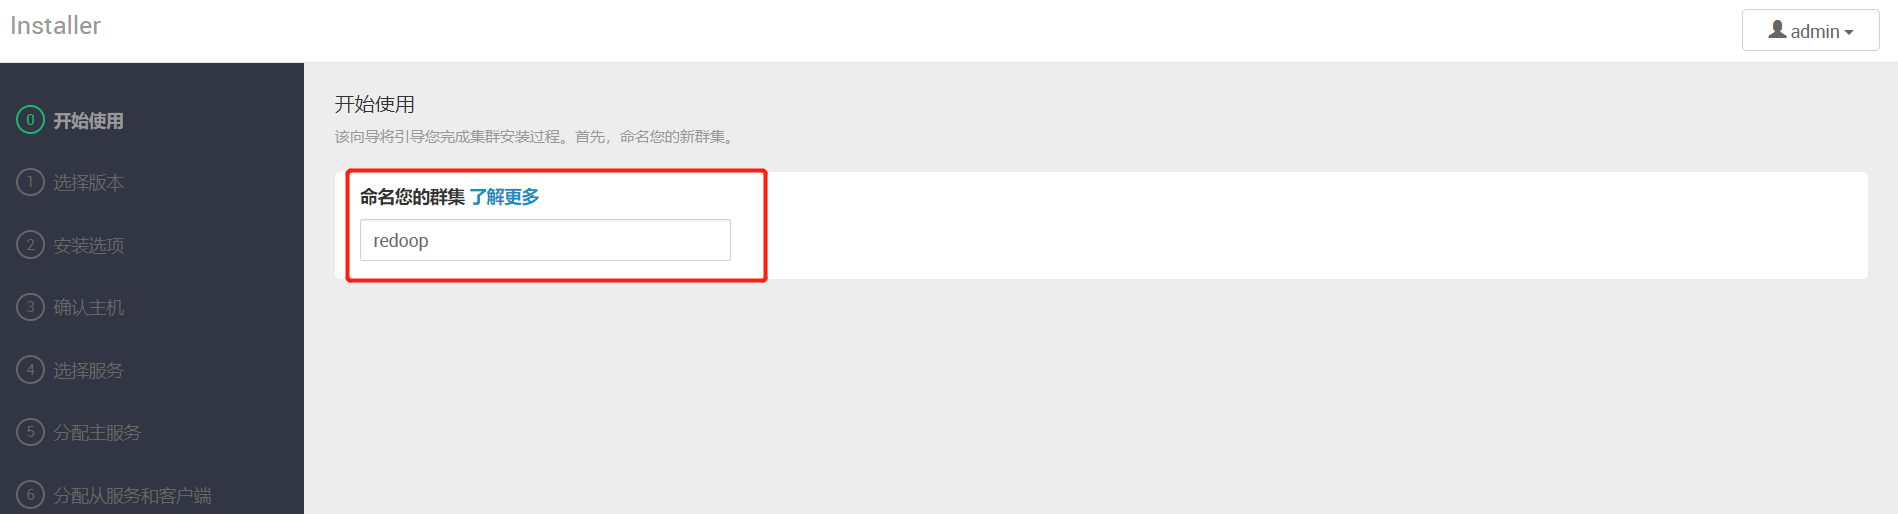 Installer
admin
0 开始使用
1 选择版本
2 安装选项
3 确认主机
4 选择服务
5 分配主服务
6 分配从服务和客户端
开始使用
该向导将引导您完成集群安装过程。首先，命名您的新群集。
命名您的群集 了解更多
redoop